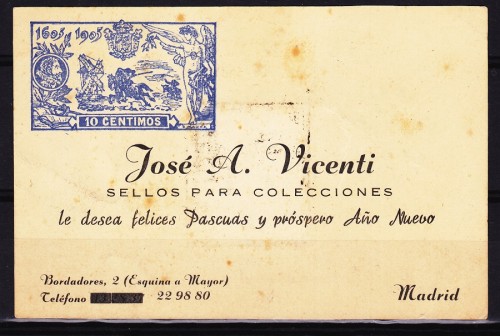 1605 1905
10 CENTIMOS
José A. Vicenti
SELLOS PARA COLECCIONES
le desea felices Pascuas y próspero Año Nuevo
Bordadores, 2 (Esquina a Mayor)
Teléfono 22 98 80
Madrid